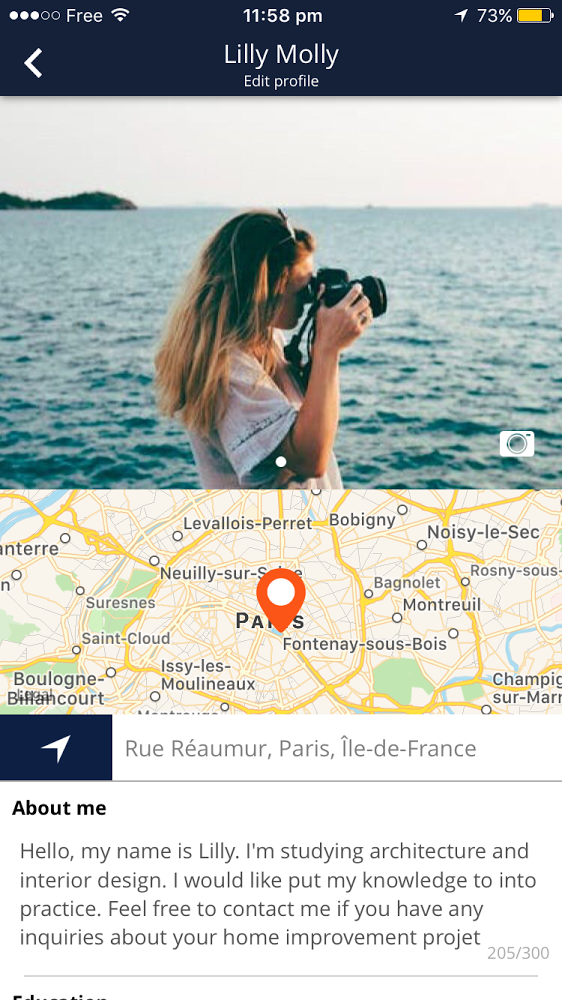 Free 11:58 pm 73%
Lilly Molly
Edit profile
Levallois-Perret Bobigny
Noisy-le-Sec
anterre
Neuilly-sur-Seine Rosny-sous-
Bagnolet
Suresnes Montreuil
PARIS
Saint-Cloud Fontenay-sous-Bois
Issy-les-
Moulineaux
Boulogne-
Billancourt
Legal
Champig
sur-Marn
Montrouge
Rue Réaumur, Paris, Île-de-France
About me
Hello, my name is Lilly. I'm studying architecture and
interior design. I would like put my knowledge to into
practice. Feel free to contact me if you have any
inquiries about your home improvement projet
205/300
Education